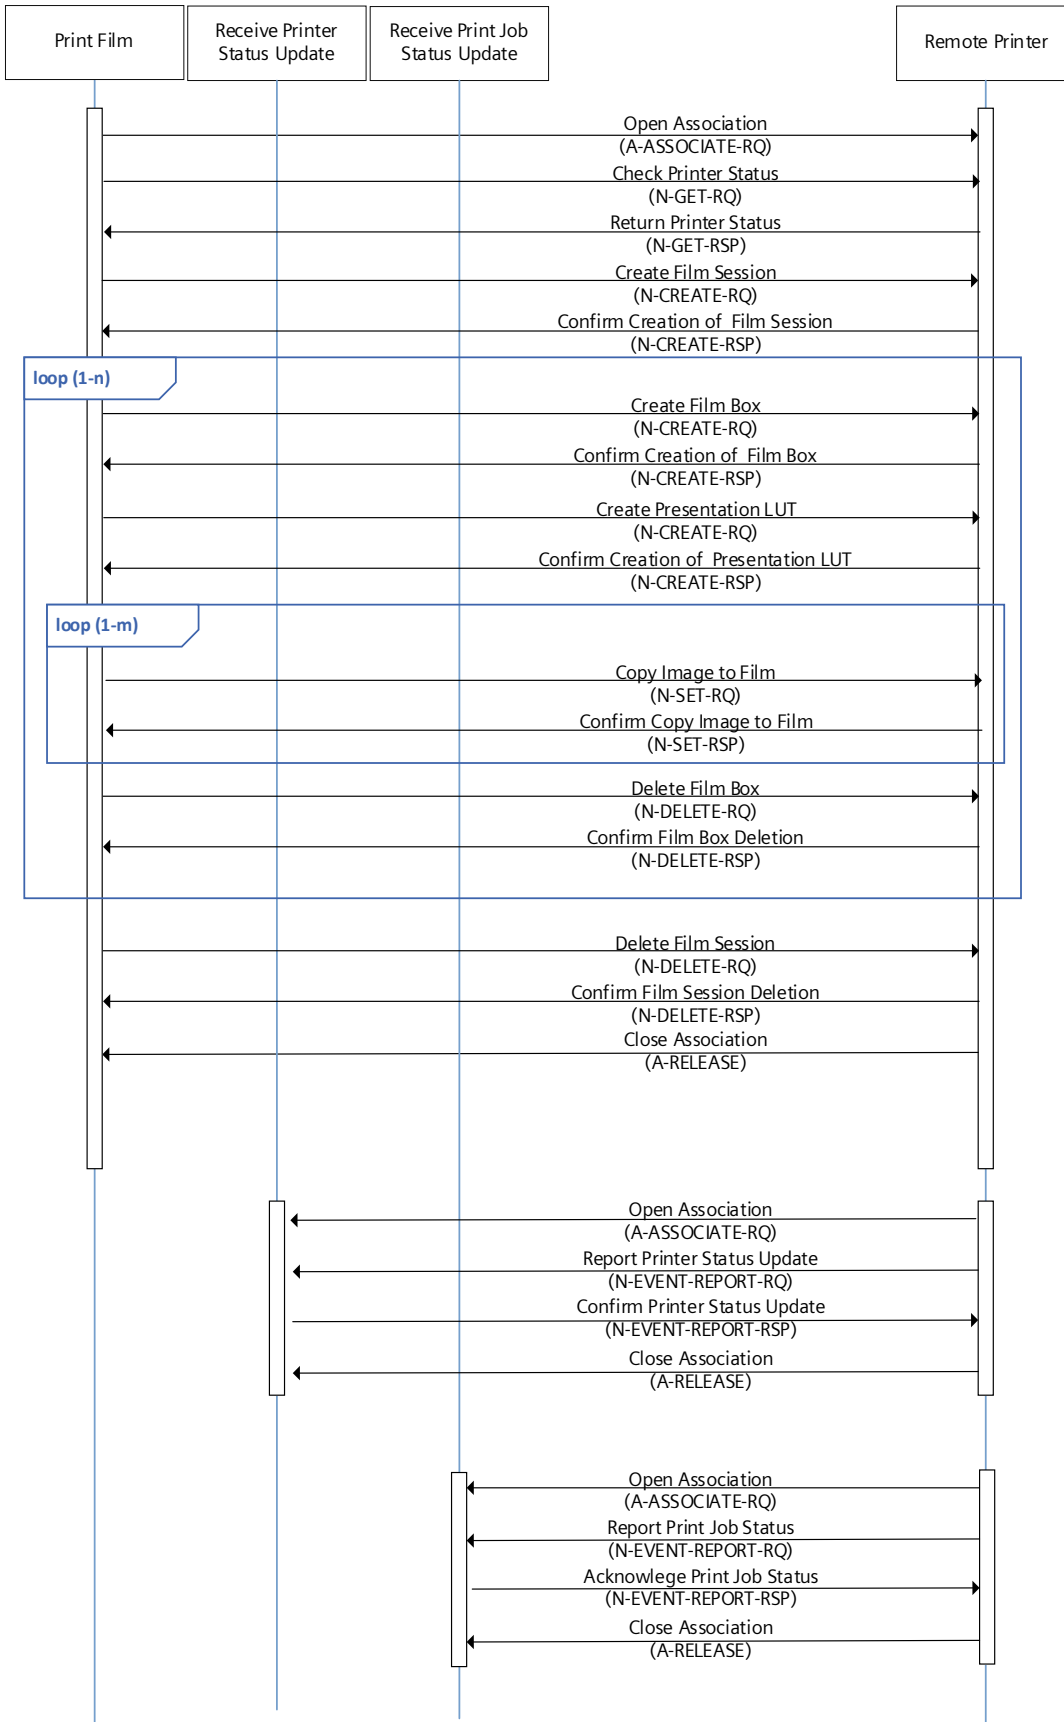 Print Film
Receive Printer
Status Update
Receive Print Job
Status Update
Remote Printer
Open Association
(A-ASSOCIATE-RQ)
Check Printer Status
(N-GET-RQ)
Return Printer Status
(N-GET-RSP)
Create Film Session
(N-CREATE-RQ)
Confirm Creation of Film Session
(N-CREATE-RSP)
loop (1-n)
Create Film Box
(N-CREATE-RQ)
Confirm Creation of Film Box
(N-CREATE-RSP)
Create Presentation LUT
(N-CREATE-RQ)
Confirm Creation of Presentation LUT
(N-CREATE-RSP)
loop (1-m)
Copy Image to Film
(N-SET-RQ)
Confirm Copy Image to Film
(N-SET-RSP)
Delete Film Box
(N-DELETE-RQ)
Confirm Film Box Deletion
(N-DELETE-RSP)
Delete Film Session
(N-DELETE-RQ)
Confirm Film Session Deletion
(N-DELETE-RSP)
Close Association
(A-RELEASE)
Open Association
(A-ASSOCIATE-RQ)
Report Printer Status Update
(N-EVENT-REPORT-RQ)
Confirm Printer Status Update
(N-EVENT-REPORT-RSP)
Close Association
(A-RELEASE)
Open Association
(A-ASSOCIATE-RQ)
Report Print Job Status
(N-EVENT-REPORT-RQ)
Acknowlege Print Job Status
(N-EVENT-REPORT-RSP)
Close Association
(A-RELEASE)